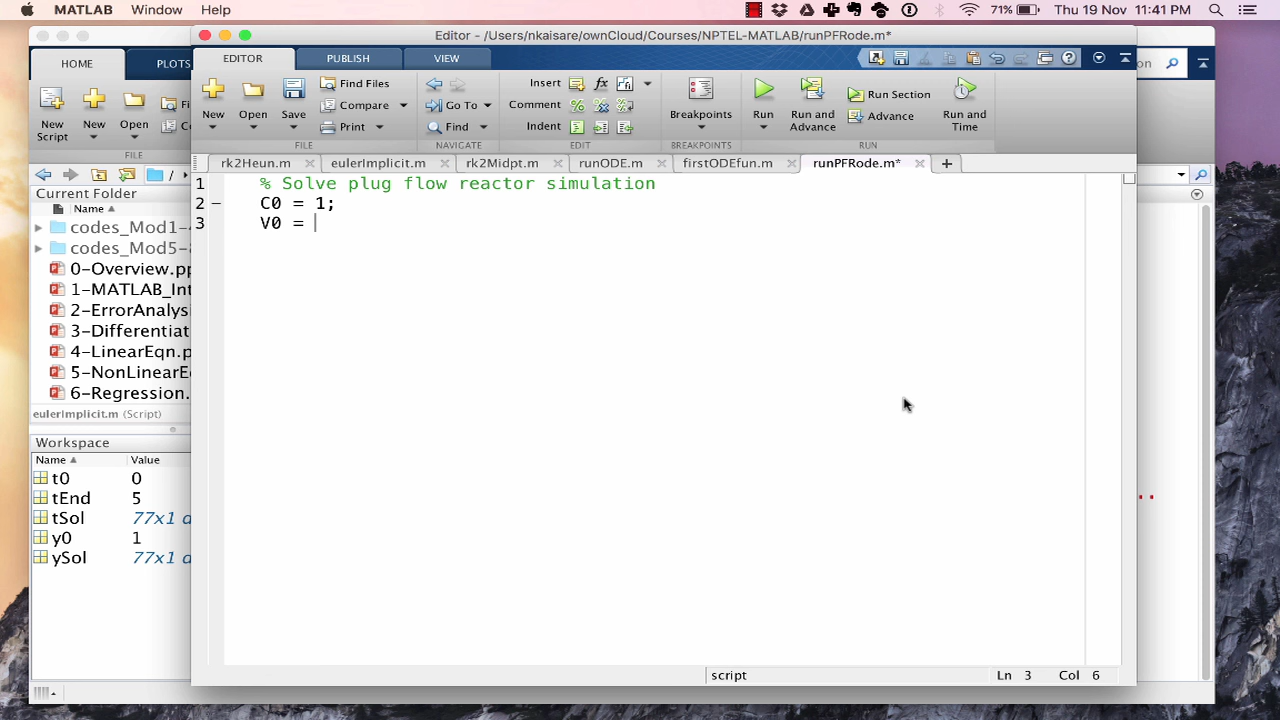 MATLAB Window Help 71% Thu 19 Nov 11:41 PM
Editor - /Users/nkaisare/ownCloud/Courses/NPTEL-MATLAB/runPFRode.m*
HOME PLOTS
EDITOR PUBLISH VIEW
New Script New Open
FILE
New Open Save
Find Files
Compare
Print
FILE
Go To
Find
NAVIGATE
Insert fx
Comment
Indent
EDIT
Breakpoints
BREAKPOINTS
Run
Run and Advance
Run Section
Advance
Run and Time
RUN
rk2Heun.m eulerImplicit.m rk2Midpt.m runODE.m firstODEfun.m runPFRode.m*
Current Folder
Name
codes_Mod1-4
codes_Mod5-8
0-Overview.pp
1-MATLAB_Int
2-ErrorAnalys
3-Differentiat
4-LinearEqn.p
5-NonLinearEc
6-Regression.
eulerImplicit.m (Script)
Workspace
Name Value
t0 0
tEnd 5
tSol 77x1 d
y0 1
ySol 77x1 d
1 % Solve plug flow reactor simulation
2 C0 = 1;
3 V0 =
script Ln 3 Col 6